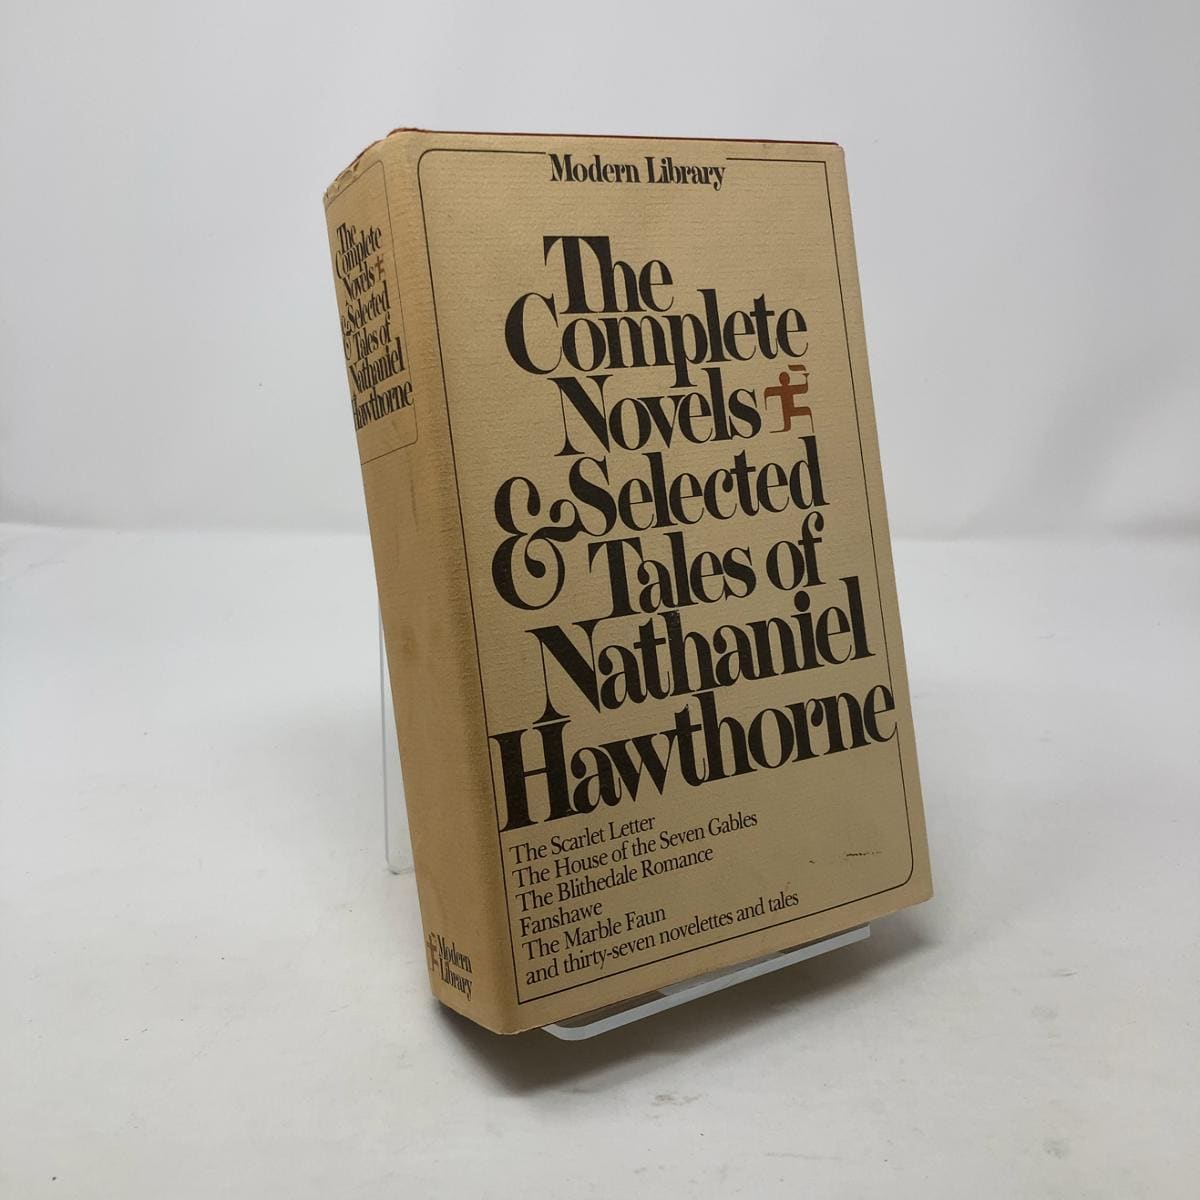 Modern Library
The
Complete
Novels
& Selected
Tales of
Nathaniel
Hawthorne
The Scarlet Letter
The House of the Seven Gables
The Blithedale Romance
Fanshawe
The Marble Faun
and thirty-seven novelettes and tales
The
Complete
Novels
& Selected
Tales of
Nathaniel
Hawthorne
Modern
Library